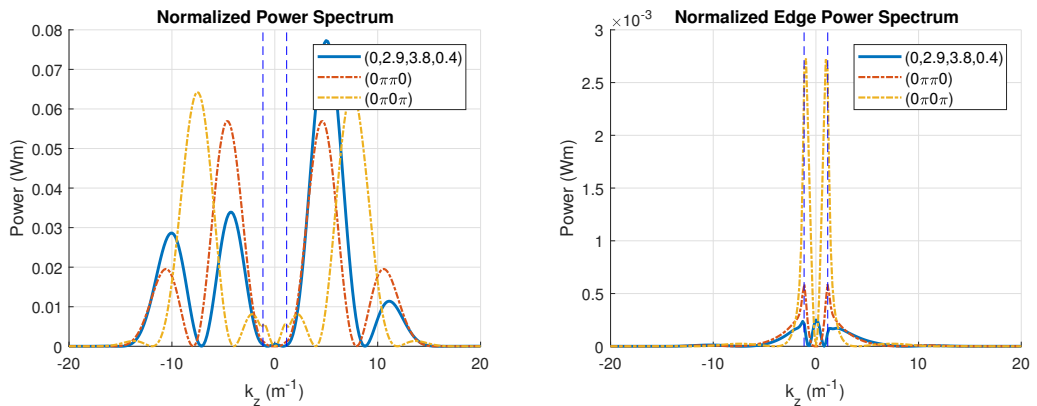 Normalized Power Spectrum
0.08
0.07
0.06
0.05
0.04
0.03
0.02
0.01
0
Power (Wm)
-20 -10 0 10 20
k_z (m^-1)
(0,2.9,3.8,0.4)
(0ππ0)
(0π0π)
Normalized Edge Power Spectrum
×10^-3
3
2.5
2
1.5
1
0.5
0
Power (Wm)
-20 -10 0 10 20
k_z (m^-1)
(0,2.9,3.8,0.4)
(0ππ0)
(0π0π)